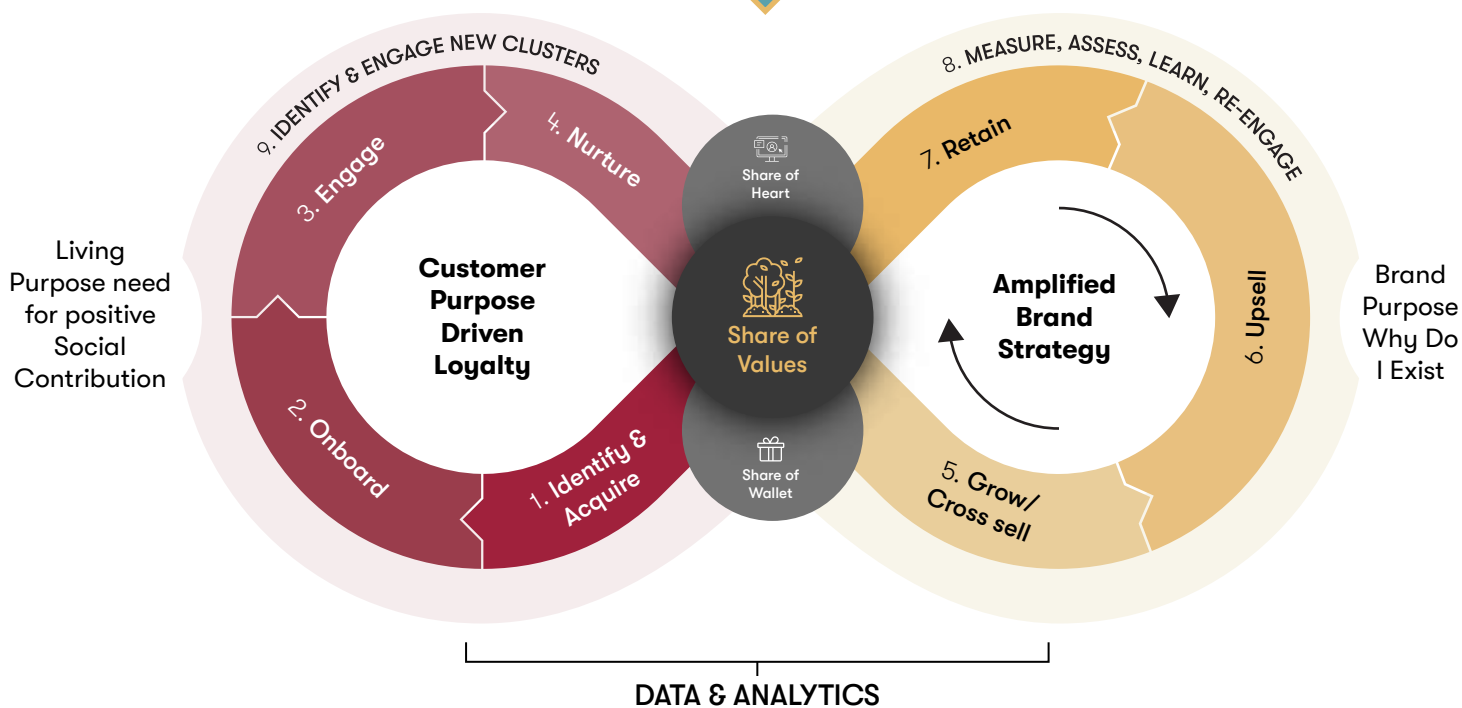 9. IDENTIFY & ENGAGE NEW CLUSTERS
8. MEASURE, ASSESS, LEARN, RE-ENGAGE
4. Nurture
3. Engage
2. Onboard
1. Identify &
Acquire
Living
Purpose need
for positive
Social
Contribution
Customer
Purpose
Driven
Loyalty
Share of
Heart
Share of
Values
Share of
Wallet
7. Retain
6. Upsell
5. Grow/
Cross sell
Amplified
Brand
Strategy
Brand
Purpose
Why Do
I Exist
DATA & ANALYTICS